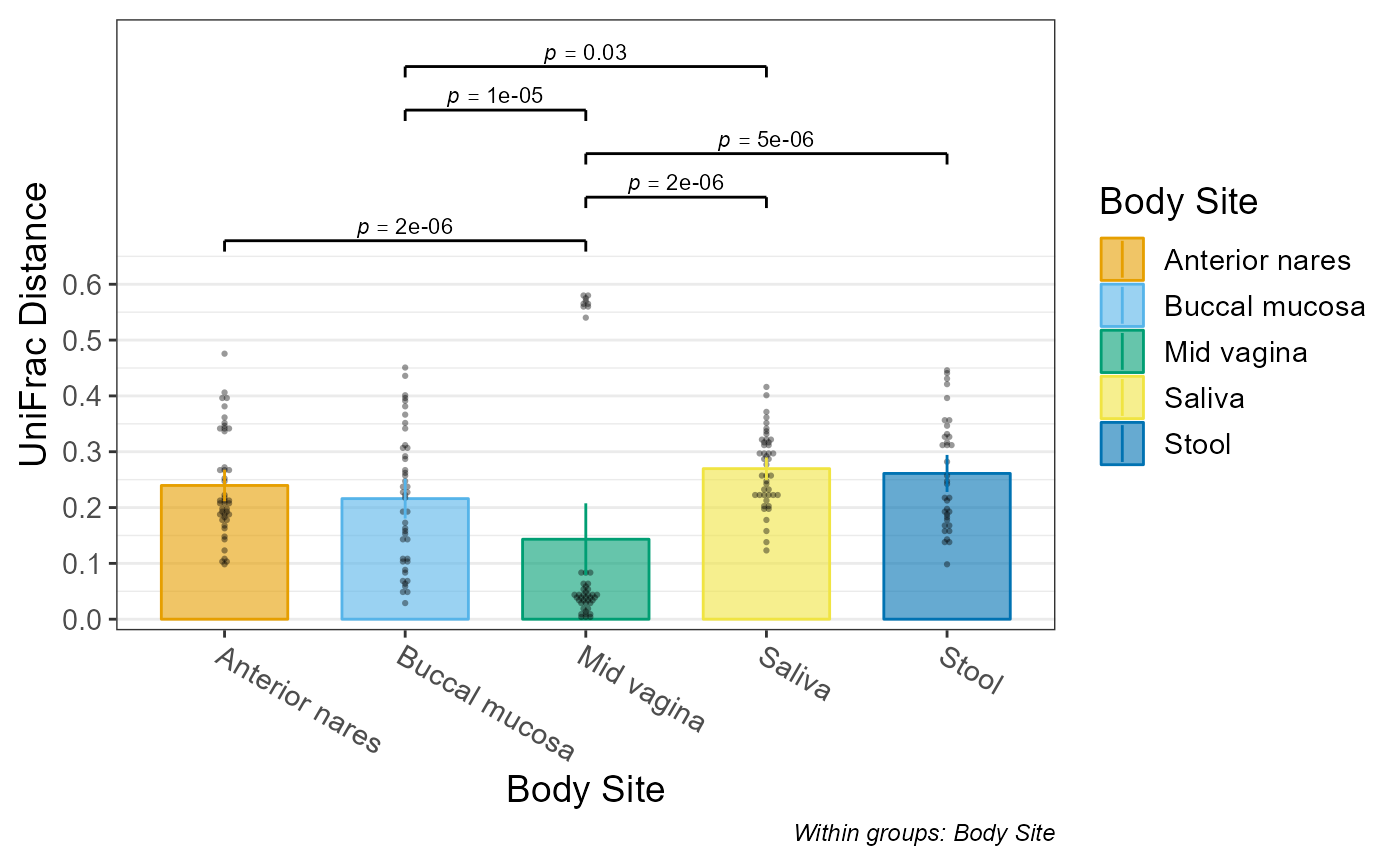 p = 0.03
p = 1e-05
p = 5e-06
p = 2e-06
p = 2e-06
UniFrac Distance
0.6
0.5
0.4
0.3
0.2
0.1
0.0
Anterior nares
Buccal mucosa
Mid vagina
Saliva
Stool
Body Site
Within groups: Body Site
Body Site
Anterior nares
Buccal mucosa
Mid vagina
Saliva
Stool